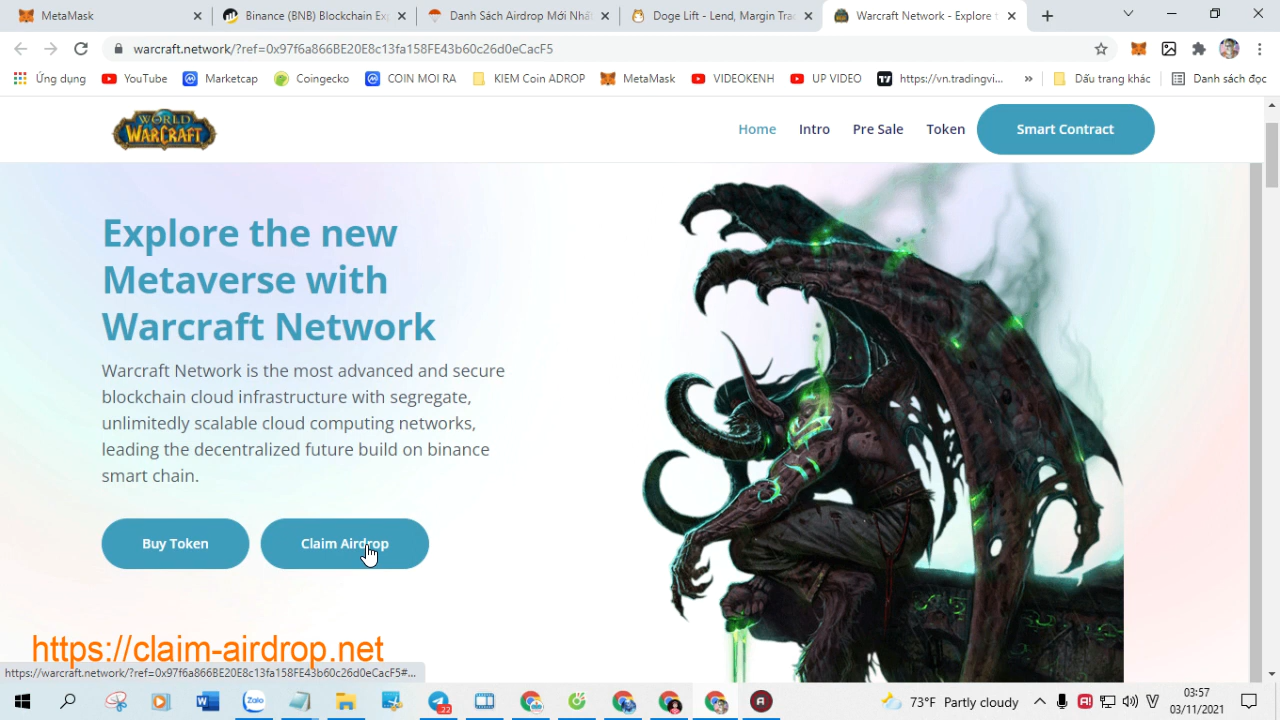 MetaMask
Binance (BNB) Blockchain Exp
Danh Sách Airdrop Mới Nhất
Doge Lift - Lend, Margin Trad
Warcraft Network - Explore t
warcraft.network/?ref=0x97f6a866BE20E8c13fa158FE43b60c26d0eCacF5
Ứng dụng
YouTube
Marketcap
Coingecko
COIN MOI RA
KIEM Coin ADROP
MetaMask
VIDEOKENH
UP VIDEO
https://vn.tradingvi...
»
Dấu trang khác
Danh sách đọc
WORLD
WARCRAFT
Home
Intro
Pre Sale
Token
Smart Contract
Explore the new
Metaverse with
Warcraft Network
Warcraft Network is the most advanced and secure
blockchain cloud infrastructure with segregate,
unlimitedly scalable cloud computing networks,
leading the decentralized future build on binance
smart chain.
Buy Token
Claim Airdrop
https://claim-airdrop.net
https://warcraft.network/?ref=0x97f6a866BE20E8c13fa158FE43b60c26d0eCacF5#...
Zalo
22
73°F Partly cloudy
03:57
03/11/2021